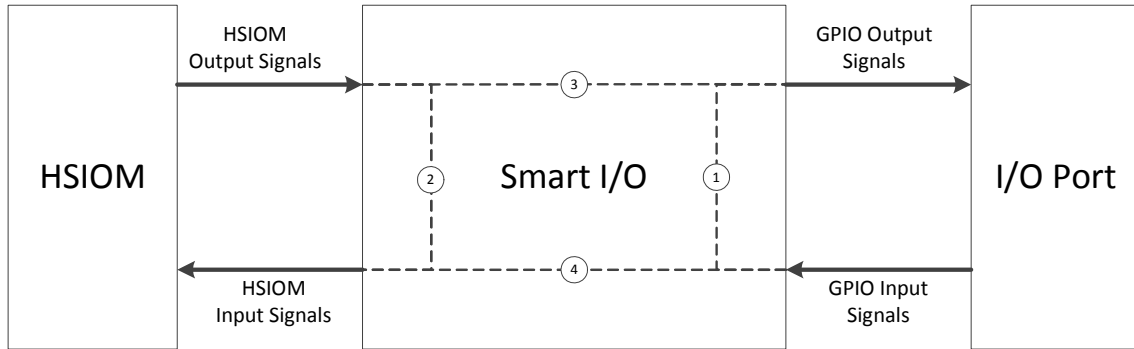 HSIOM
Output Signals
GPIO Output
Signals
3
HSIOM
2
Smart I/O
1
I/O Port
4
HSIOM
Input Signals
GPIO Input
Signals